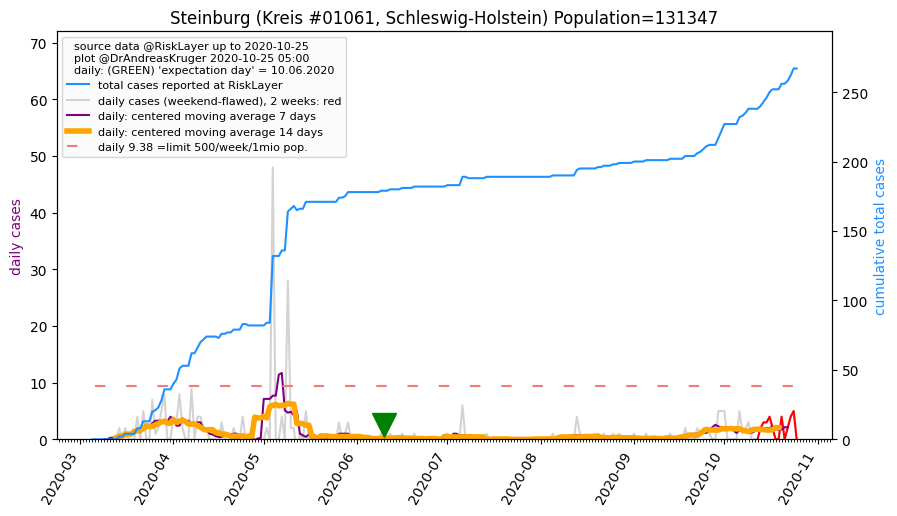 Steinburg (Kreis #01061, Schleswig-Holstein) Population=131347
source data @RiskLayer up to 2020-10-25
plot @DrAndreasKruger 2020-10-25 05:00
daily: (GREEN) 'expectation day' = 10.06.2020
total cases reported at RiskLayer
daily cases (weekend-flawed), 2 weeks: red
daily: centered moving average 7 days
daily: centered moving average 14 days
daily 9.38 =limit 500/week/1mio pop.
daily cases
70
60
50
40
30
20
10
0
cumulative total cases
250
200
150
100
50
0
2020-03
2020-04
2020-05
2020-06
2020-07
2020-08
2020-09
2020-10
2020-11